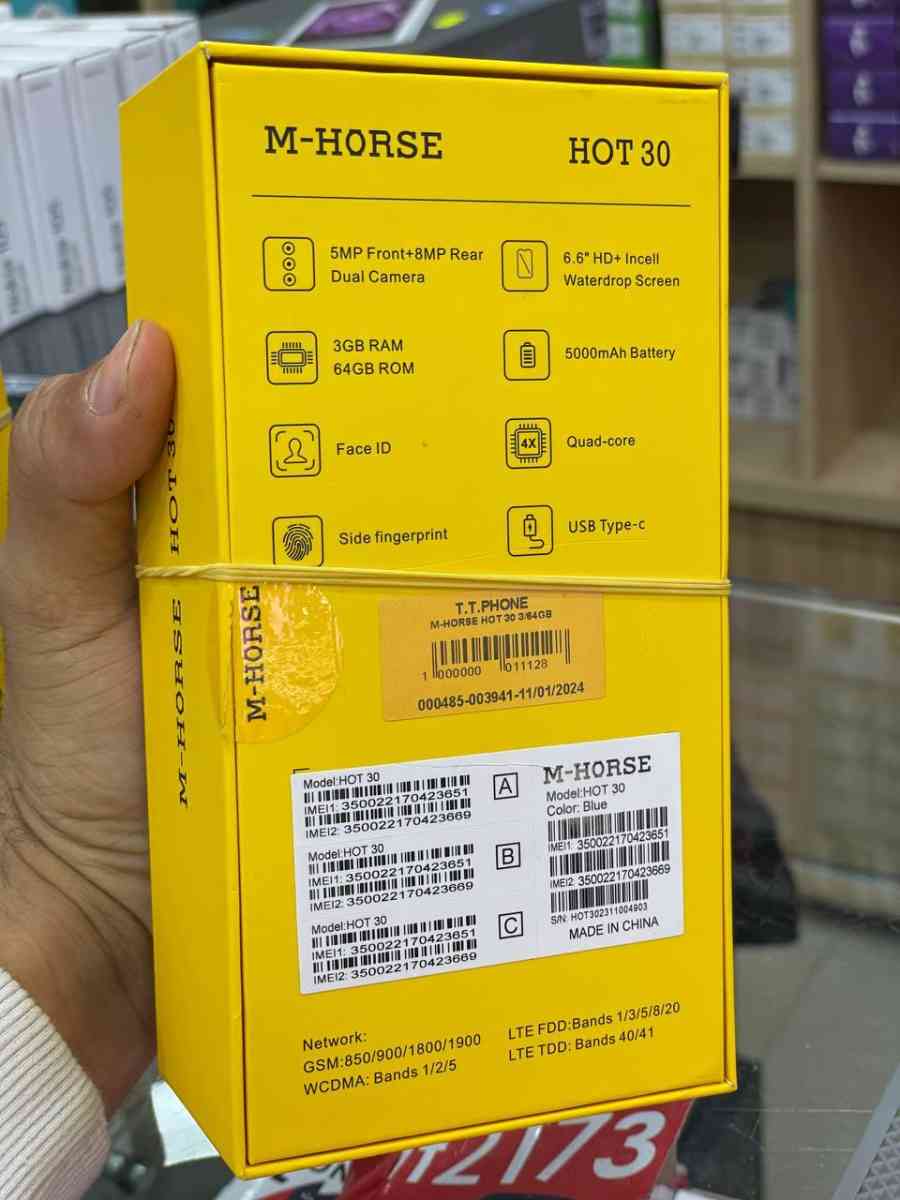 M-HORSE HOT 30
5MP Front+8MP Rear
Dual Camera
6.6" HD+ Incell
Waterdrop Screen
3GB RAM
64GB ROM
5000mAh Battery
Face ID
4X
Quad-core
Side fingerprint
USB Type-c
M-HORSE HOT 30
M-HORSE
T.T.PHONE
M-HORSE HOT 30 3/64GB
1 000000 011128
000485-003941-11/01/2024
Model:HOT 30
IMEI1: 350022170423651
IMEI2: 350022170423669
A
Model:HOT 30
IMEI1: 350022170423651
IMEI2: 350022170423669
B
Model:HOT 30
IMEI1: 350022170423651
IMEI2: 350022170423669
C
M-HORSE
Model:HOT 30
Color: Blue
IMEI1: 350022170423651
IMEI2: 350022170423669
S/N: HOT302311004903
MADE IN CHINA
Network:
GSM:850/900/1800/1900
WCDMA: Bands 1/2/5
LTE FDD:Bands 1/3/5/8/20
LTE TDD: Bands 40/41
2173